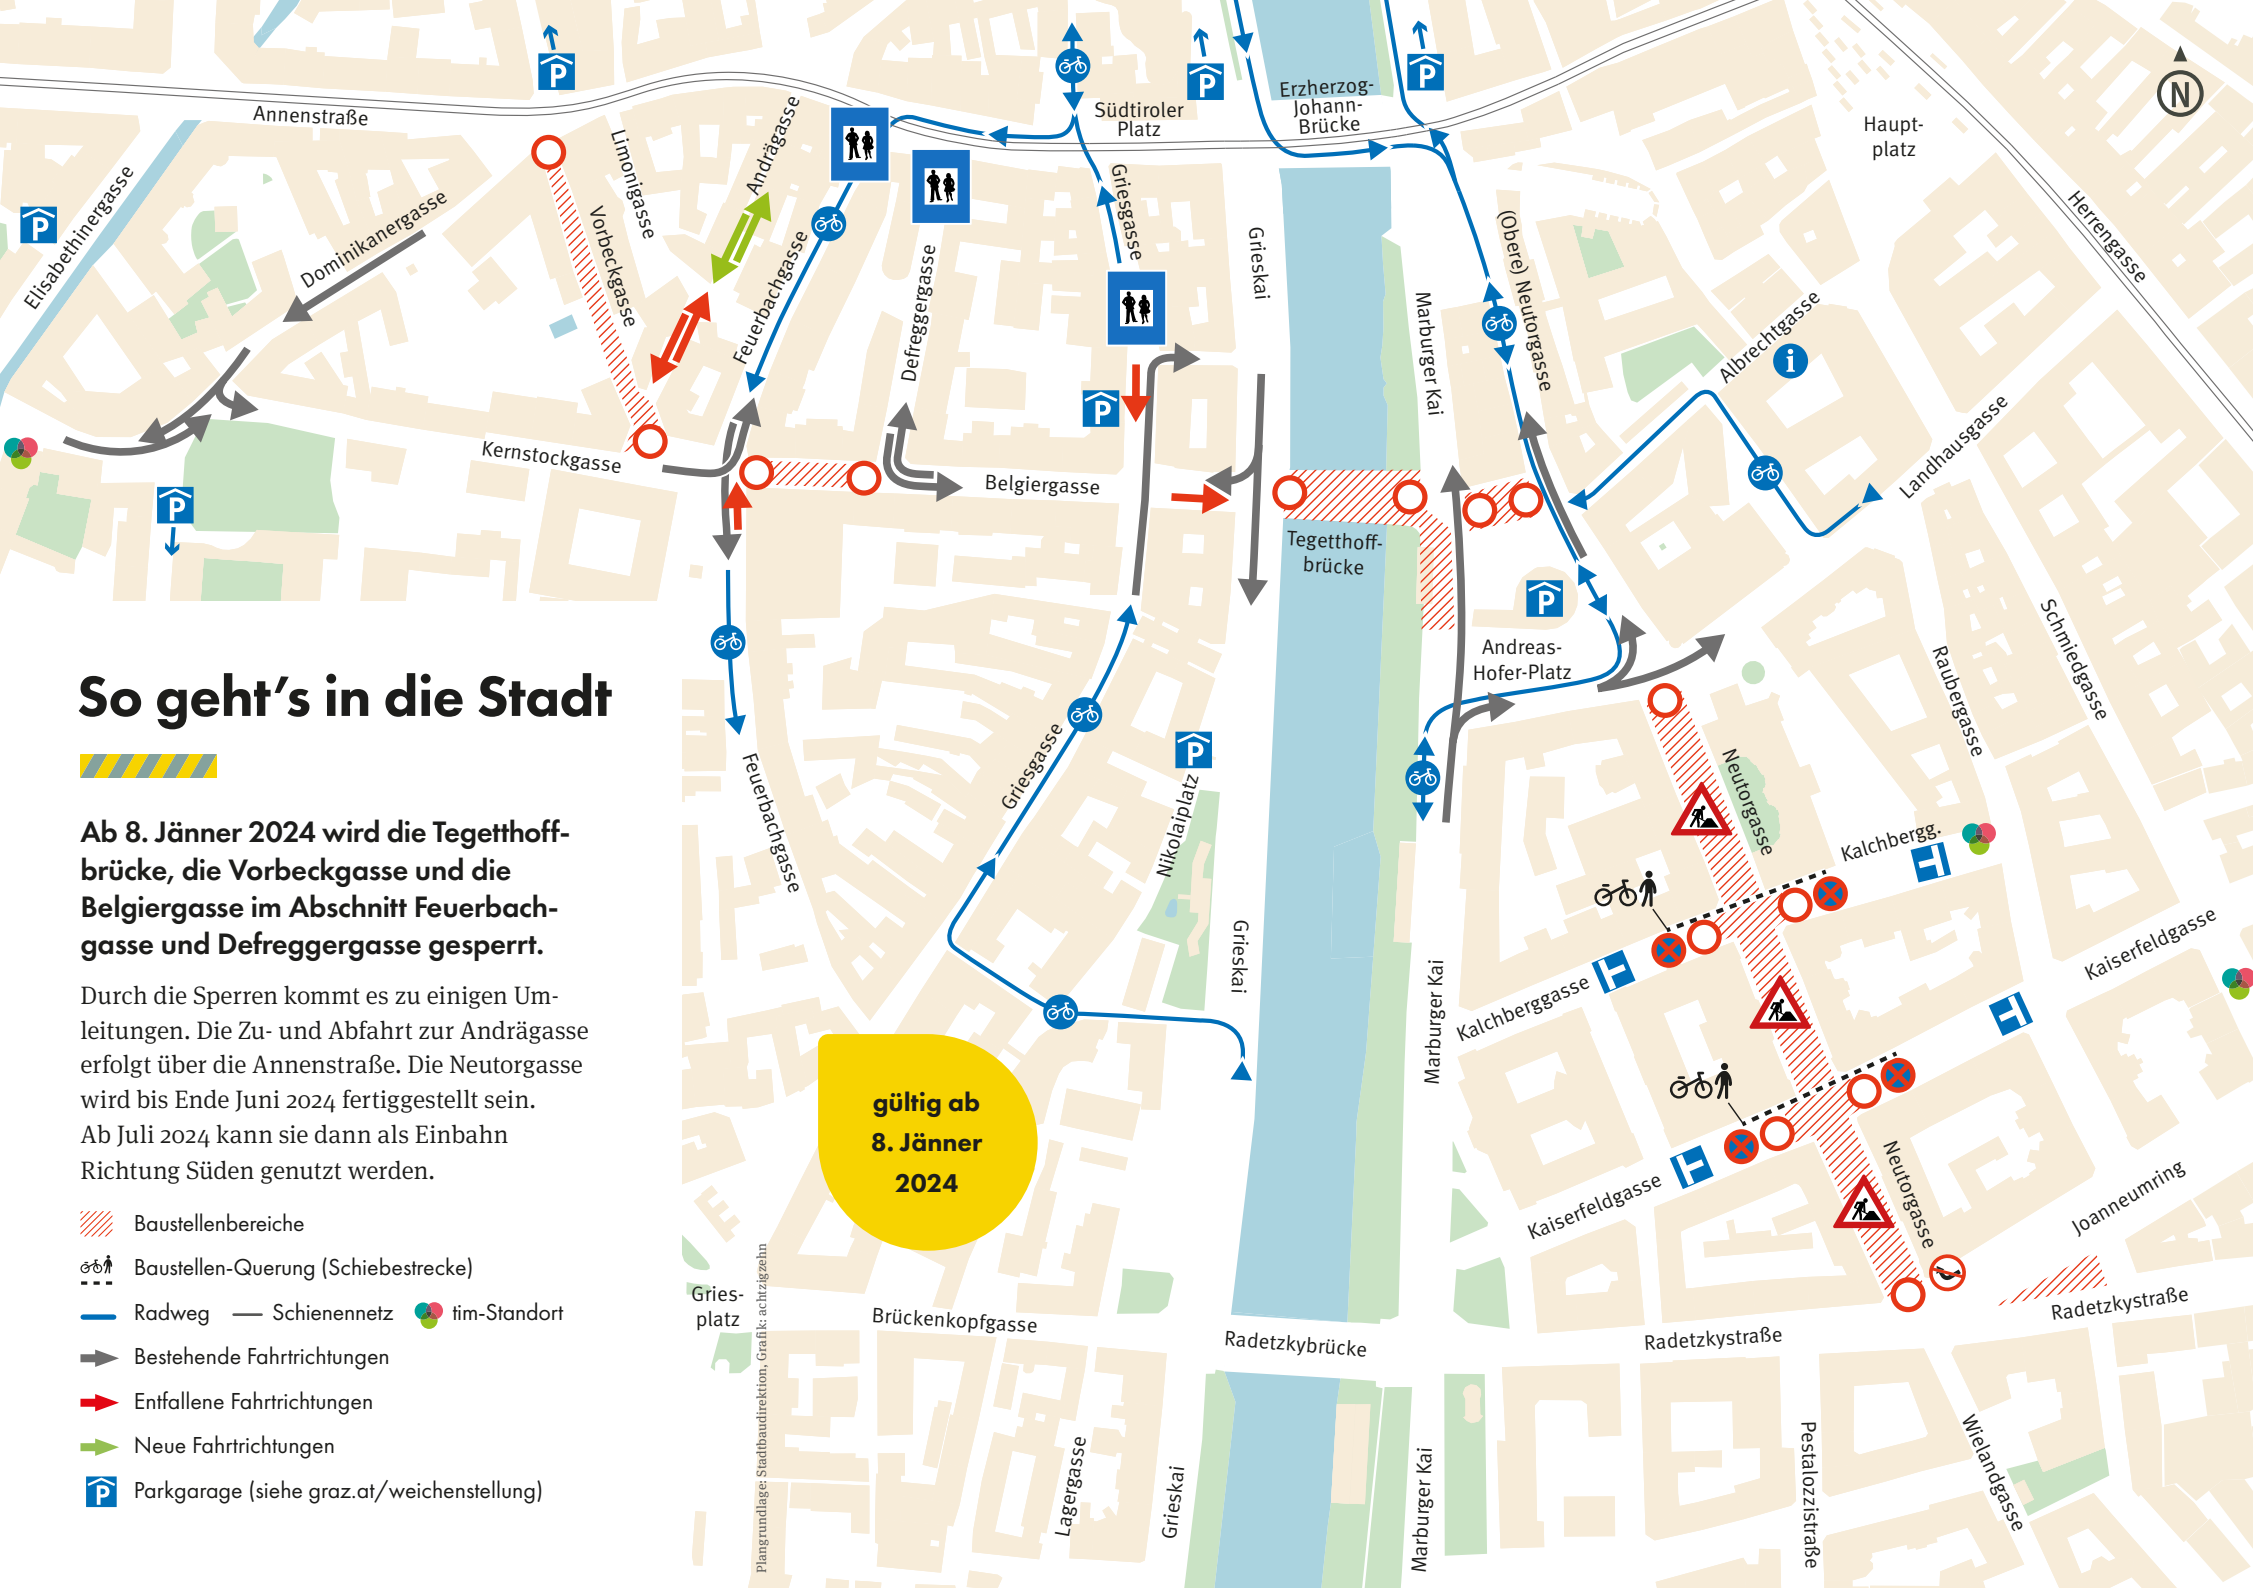 Annenstraße
Südtiroler
Platz
Erzherzog-
Johann-
Brücke
Haupt-
platz
N
P
P
P
P
Elisabethinergasse
Dominikanergasse
Limonigasse
Vorbeckgasse
Andrägasse
Feuerbachgasse
Defreggergasse
Griesgasse
Grieskai
Marburger Kai
(Obere) Neutorgasse
Albrechtgasse
i
Landhausgasse
Herrengasse
P
P
Kernstockgasse
Belgiergasse
Tegetthoff-
brücke
P
Andreas-
Hofer-Platz
Schmiedgasse
Raubergasse
So geht’s in die Stadt
Ab 8. Jänner 2024 wird die Tegetthoff-
brücke, die Vorbeckgasse und die
Belgiergasse im Abschnitt Feuerbach-
gasse und Defreggergasse gesperrt.
Durch die Sperren kommt es zu einigen Um-
leitungen. Die Zu- und Abfahrt zur Andrägasse
erfolgt über die Annenstraße. Die Neutorgasse
wird bis Ende Juni 2024 fertiggestellt sein.
Ab Juli 2024 kann sie dann als Einbahn
Richtung Süden genutzt werden.
Baustellenbereiche
Baustellen-Querung (Schiebestrecke)
Radweg
Schienennetz
tim-Standort
Bestehende Fahrtrichtungen
Entfallene Fahrtrichtungen
Neue Fahrtrichtungen
P
Parkgarage (siehe graz.at/weichenstellung)
Feuerbachgasse
Griesgasse
P
Nikolaiplatz
P
Grieskai
Marburger Kai
Neutorgasse
Kalchbergg.
Kalchberggasse
Kaiserfeldgasse
Kaiserfeldgasse
Neutorgasse
Joanneumring
gültig ab
8. Jänner
2024
Gries-
platz
Plangrundlage: Stadtbaudirektion, Grafik: achtzigzehn
Brückenkopfgasse
Radetzkybrücke
Radetzkystraße
Radetzkystraße
Lagergasse
Grieskai
Marburger Kai
Pestalozzistraße
Wielandgasse